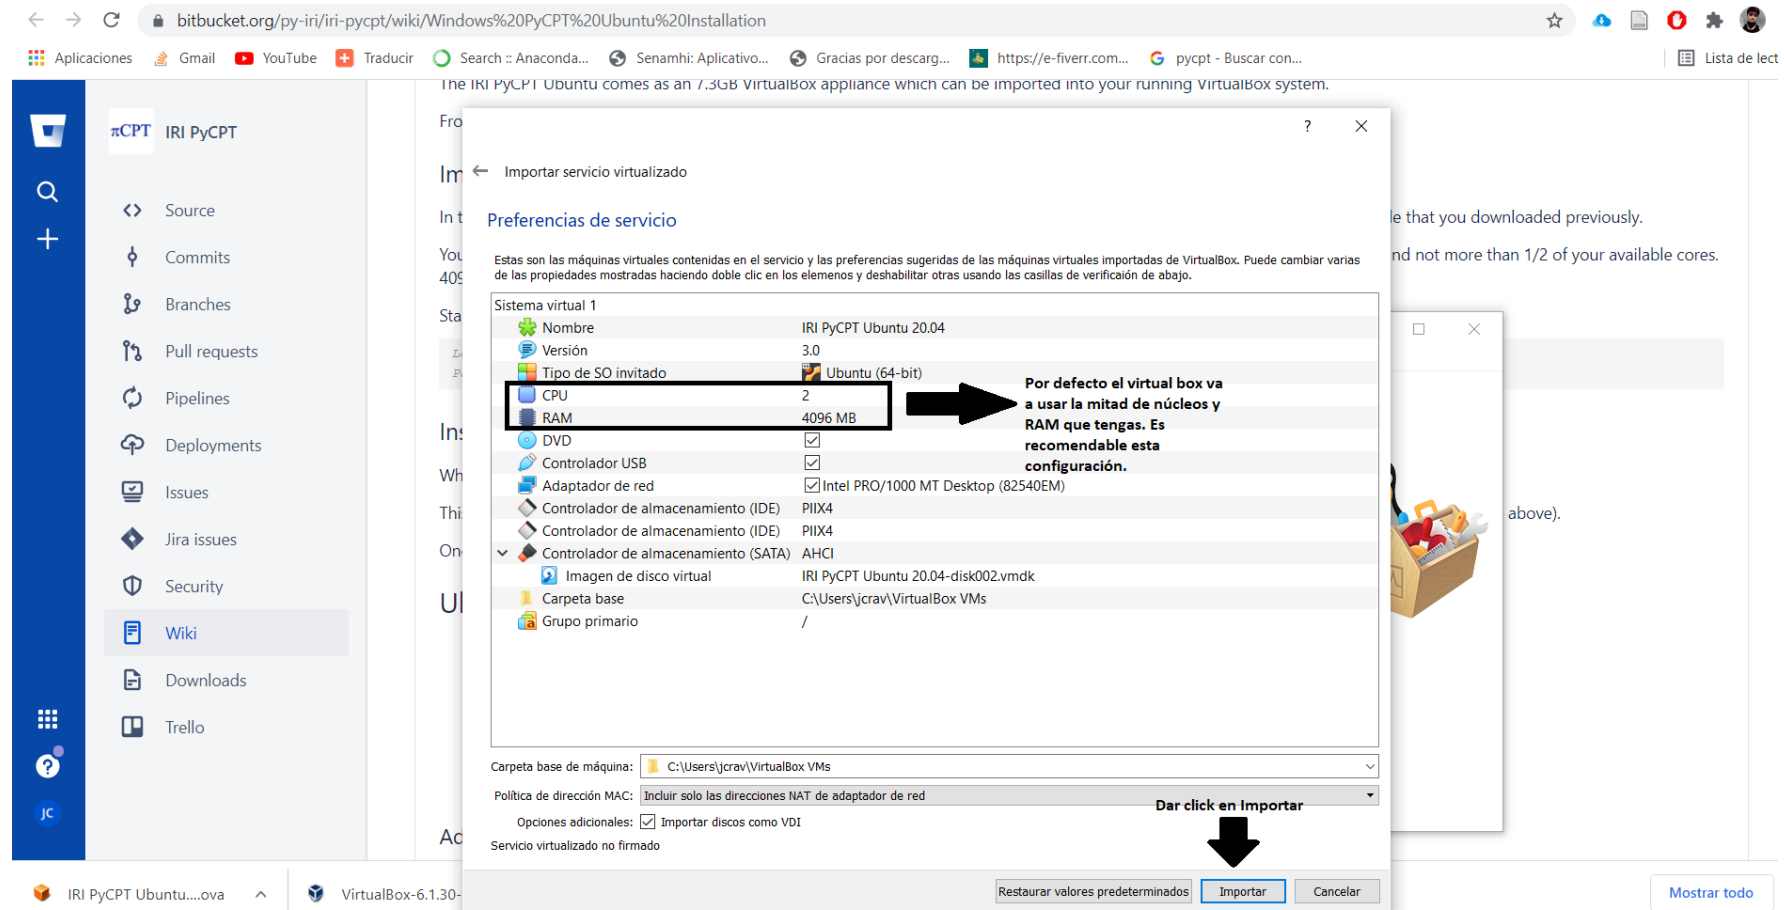 bitbucket.org/py-iri/iri-pycpt/wiki/Windows%20PyCPT%20Ubuntu%20Installation
Aplicaciones Gmail YouTube Traducir Search :: Anaconda... Senamhi: Aplicativo... Gracias por descarg... https://e-fiverr.com... pycpt - Buscar con... Lista de lect
The IRI PyCPT Ubuntu comes as an 7.3GB VirtualBox appliance which can be imported into your running VirtualBox system.
πCPT IRI PyCPT
Fro
?
Im
Importar servicio virtualizado
Source
In t
le that you downloaded previously.
Preferencias de servicio
Commits
You
nd not more than 1/2 of your available cores.
409
Estas son las máquinas virtuales contenidas en el servicio y las preferencias sugeridas de las máquinas virtuales importadas de VirtualBox. Puede cambiar varias
de las propiedades mostradas haciendo doble clic en los elemenos y deshabilitar otras usando las casillas de verificaión de abajo.
Branches
Sta
Sistema virtual 1
Nombre IRI PyCPT Ubuntu 20.04
Versión 3.0
Tipo de SO invitado Ubuntu (64-bit)
CPU 2
RAM 4096 MB
DVD
Controlador USB
Adaptador de red Intel PRO/1000 MT Desktop (82540EM)
Controlador de almacenamiento (IDE) PIIX4
Controlador de almacenamiento (IDE) PIIX4
Controlador de almacenamiento (SATA) AHCI
Imagen de disco virtual IRI PyCPT Ubuntu 20.04-disk002.vmdk
Carpeta base C:\Users\jcrav\VirtualBox VMs
Grupo primario /
Por defecto el virtual box va
a usar la mitad de núcleos y
RAM que tengas. Es
recomendable esta
configuración.
Pull requests
Pipelines
Ins
Deployments
Wh
Issues
Thi
above).
Jira issues
On
Security
Ul
Wiki
Downloads
Trello
Carpeta base de máquina: C:\Users\jcrav\VirtualBox VMs
Política de dirección MAC: Incluir solo las direcciones NAT de adaptador de red
Dar click en Importar
JC
Opciones adicionales: Importar discos como VDI
Ad
Servicio virtualizado no firmado
Restaurar valores predeterminados Importar Cancelar
IRI PyCPT Ubuntu....ova VirtualBox-6.1.30- Mostrar todo